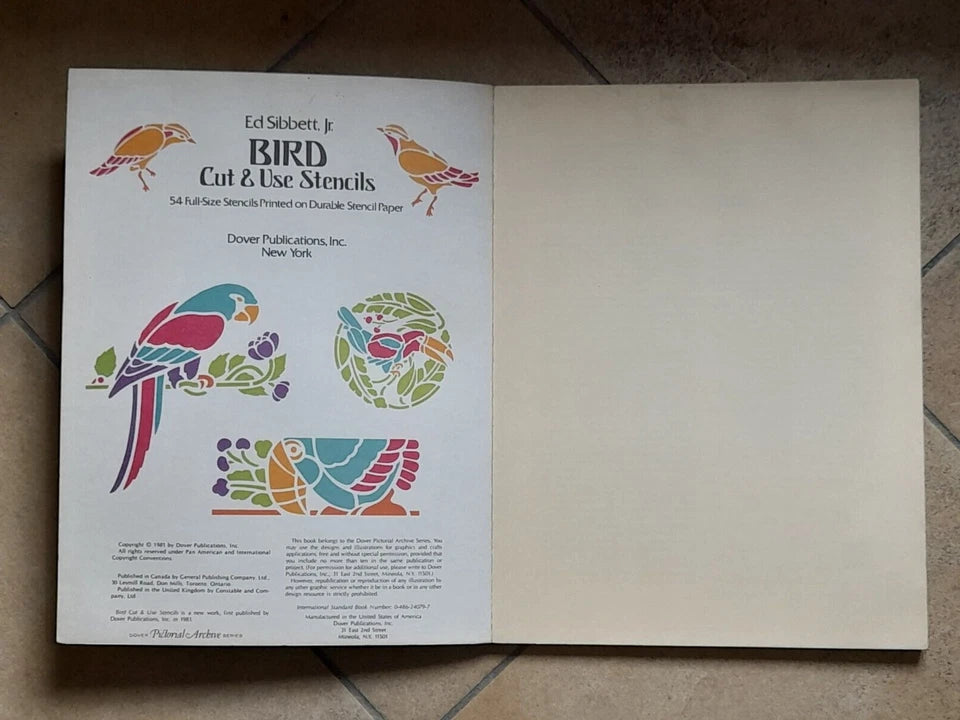 Ed Sibbett, Jr.
BIRD
Cut & Use Stencils
54 Full-Size Stencils Printed on Durable Stencil Paper
Dover Publications, Inc.
New York
Copyright © 1981 by Dover Publications, Inc.
All rights reserved under Pan American and International
Copyright Conventions.
Published in Canada by General Publishing Company, Ltd.,
30 Lesmill Road, Don Mills, Toronto, Ontario.
Published in the United Kingdom by Constable and Com-
pany, Ltd.
Bird Cut & Use Stencils is a new work, first published by
Dover Publications, Inc. in 1981.
DOVER Pictorial Archive SERIES
This book belongs to the Dover Pictorial Archive Series. You
may use the designs and illustrations for graphics and crafts
applications, free and without special permission, provided that
you include no more than ten in the same publication or
project. (For permission for additional use, please write to Dover
Publications, Inc., 31 East 2nd Street, Mineola, N.Y. 11501.)
However, republication or reproduction of any illustration by
any other graphic service whether it be in a book or in any other
design resource is strictly prohibited.
International Standard Book Number: 0-486-24079-7
Manufactured in the United States of America
Dover Publications, Inc.
31 East 2nd Street
Mineola, N.Y. 11501